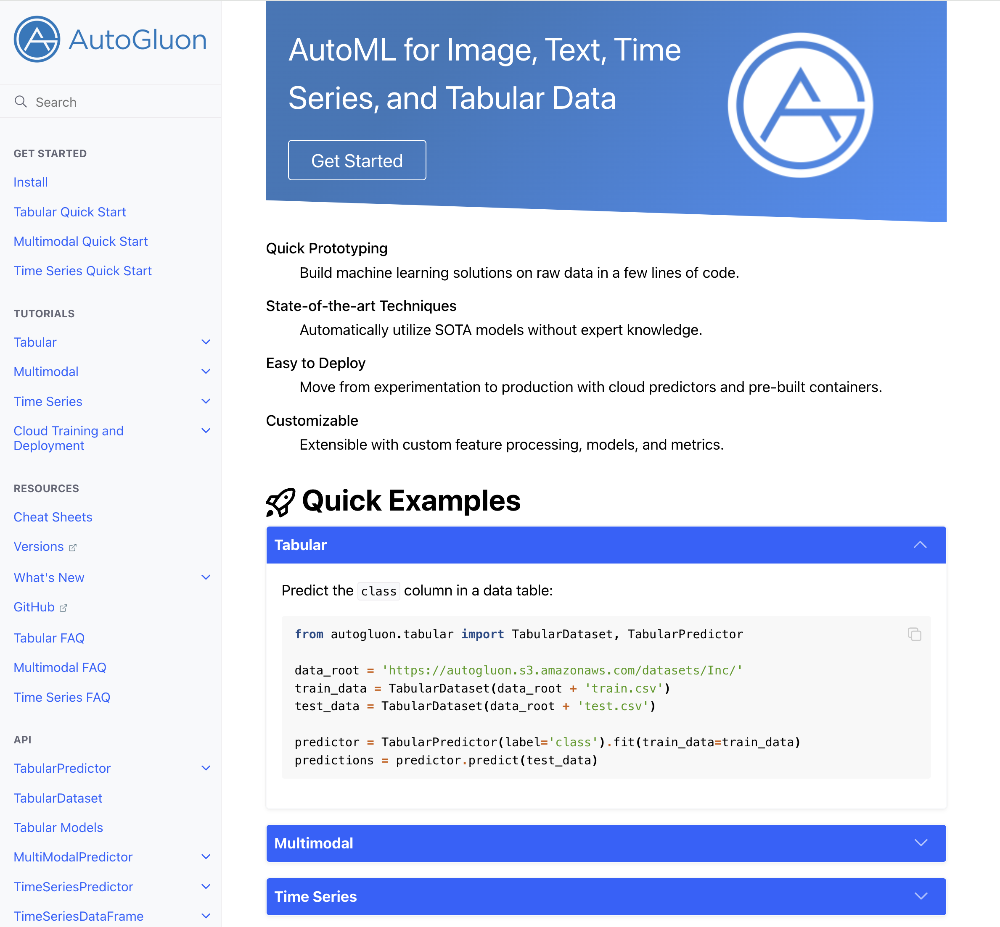 AutoGluon
Search
GET STARTED
Install
Tabular Quick Start
Multimodal Quick Start
Time Series Quick Start
TUTORIALS
Tabular
Multimodal
Time Series
Cloud Training and
Deployment
RESOURCES
Cheat Sheets
Versions
What's New
GitHub
Tabular FAQ
Multimodal FAQ
Time Series FAQ
API
TabularPredictor
TabularDataset
Tabular Models
MultiModalPredictor
TimeSeriesPredictor
TimeSeriesDataFrame
AutoML for Image, Text, Time
Series, and Tabular Data
Get Started
Quick Prototyping
Build machine learning solutions on raw data in a few lines of code.
State-of-the-art Techniques
Automatically utilize SOTA models without expert knowledge.
Easy to Deploy
Move from experimentation to production with cloud predictors and pre-built containers.
Customizable
Extensible with custom feature processing, models, and metrics.
Quick Examples
Tabular
Predict the class column in a data table:
from autogluon.tabular import TabularDataset, TabularPredictor
data_root = 'https://autogluon.s3.amazonaws.com/datasets/Inc/'
train_data = TabularDataset(data_root + 'train.csv')
test_data = TabularDataset(data_root + 'test.csv')
predictor = TabularPredictor(label='class').fit(train_data=train_data)
predictions = predictor.predict(test_data)
Multimodal
Time Series